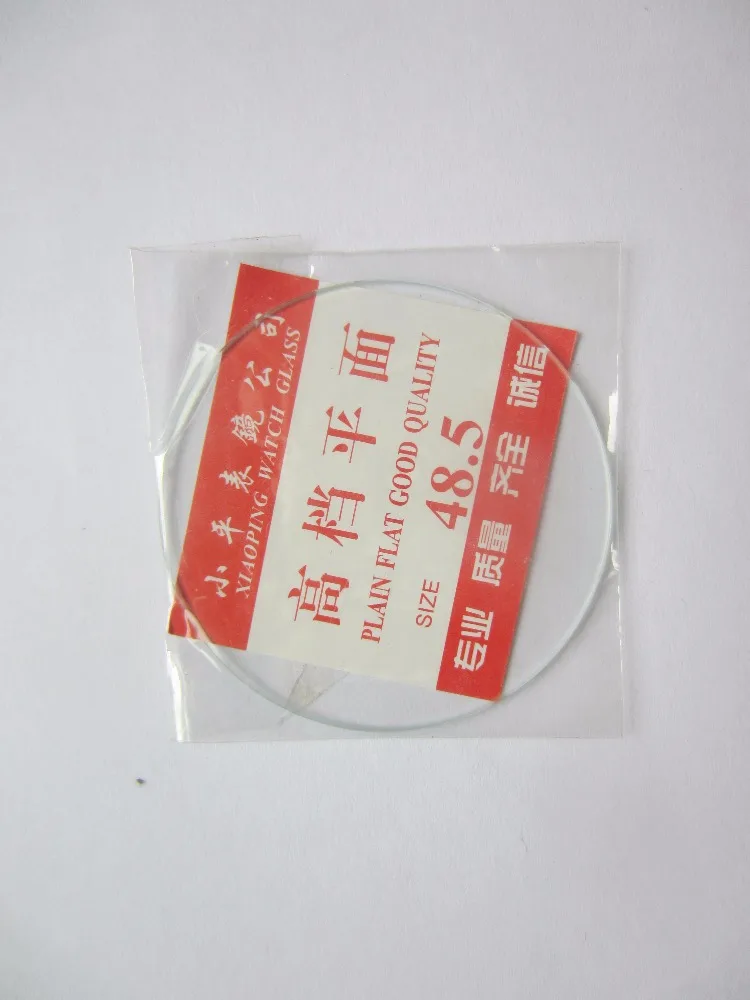 小平表鏡公司
XIAOPING WATCH GLASS
高档平面
PLAIN FLAT GOOD QUALITY
SIZE 48.5
专业 质量 齐全 诚信